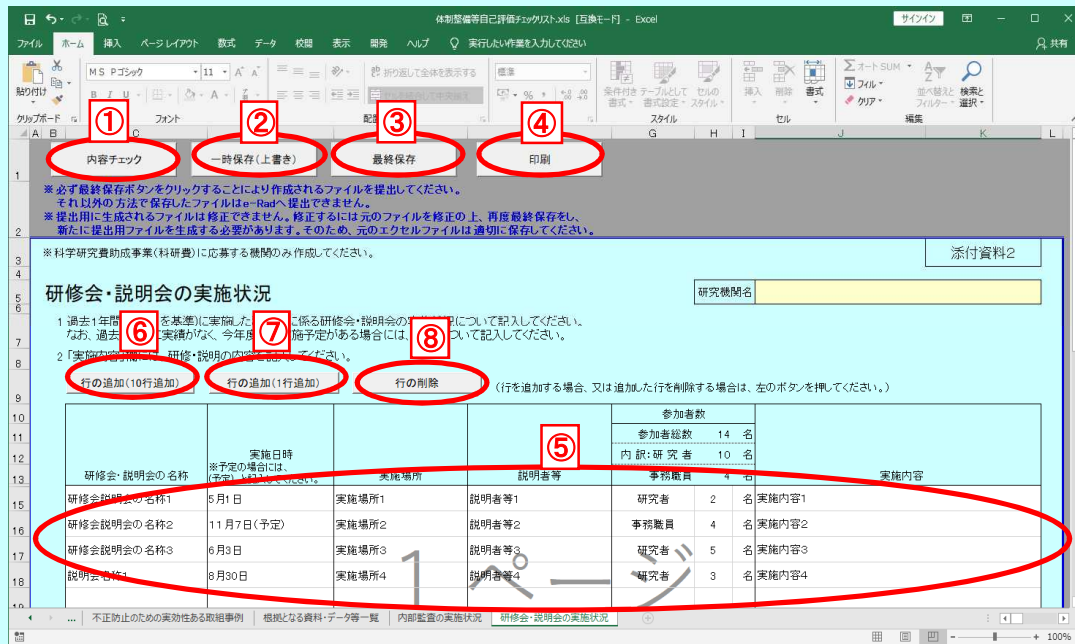 体制整備等自己評価チェックリスト.xls [互換モード] - Excel
サインイン
ファイル ホーム 挿入 ページ レイアウト 数式 データ 校閲 表示 開発 ヘルプ 実行したい作業を入力してください 共有
貼り付け
MS Pゴシック 11
折り返して全体を表示する
標準
条件付き書式
テーブルとして書式設定
セルのスタイル
挿入 削除 書式
オート SUM
フィル
クリア
並べ替えと フィルター
検索と 選択
クリップボード フォント スタイル セル 編集
① ② ③ ④
内容チェック 一時保存(上書き) 最終保存 印刷
※必ず最終保存ボタンをクリックすることにより作成されるファイルを提出してください。
それ以外の方法で保存したファイルはe-Radへ提出できません。
※提出用に生成されるファイルは修正できません。修正するには元のファイルを修正の上、再度最終保存をし、
新たに提出用ファイルを生成する必要があります。そのため、元のエクセルファイルは適切に保存してください。
※科学研究費助成事業(科研費)に応募する機関のみ作成してください。
添付資料2
研修会・説明会の実施状況
研究機関名
1 過去1年間 を基準)に実施した に係る研修会・説明会の 況について記入してください。
なお、過去 に実績がなく、今年度 施予定がある場合には、 ついて記入してください。
2 「実施内容 には、研修・説明の内容を記入してください。
⑥ ⑦ ⑧
行の追加(10行追加) 行の追加(1行追加) 行の削除 (行を追加する場合、又は追加した行を削除する場合は、左のボタンを押してください。)
参加者数
参加者総数 14 名
⑤
内訳:研究者 10 名
事務職員 4 名
研修会・説明会の名称
実施日時
※予定の場合には、
(予定)と記入してください。
実施場所 説明者等 実施内容
研修会説明会の名称1 5月1日 実施場所1 説明者等1 研究者 2 名 実施内容1
研修会説明会の名称2 11月7日(予定) 実施場所2 説明者等2 事務職員 4 名 実施内容2
研修会説明会の名称3 6月3日 実施場所3 説明者等3 研究者 5 名 実施内容3
説明会名称1 8月30日 実施場所4 説明者等4 研究者 3 名 実施内容4
1 ページ
... 不正防止のための実効性ある取組事例 根拠となる資料・データ等一覧 内部監査の実施状況 研修会・説明会の実施状況
100%